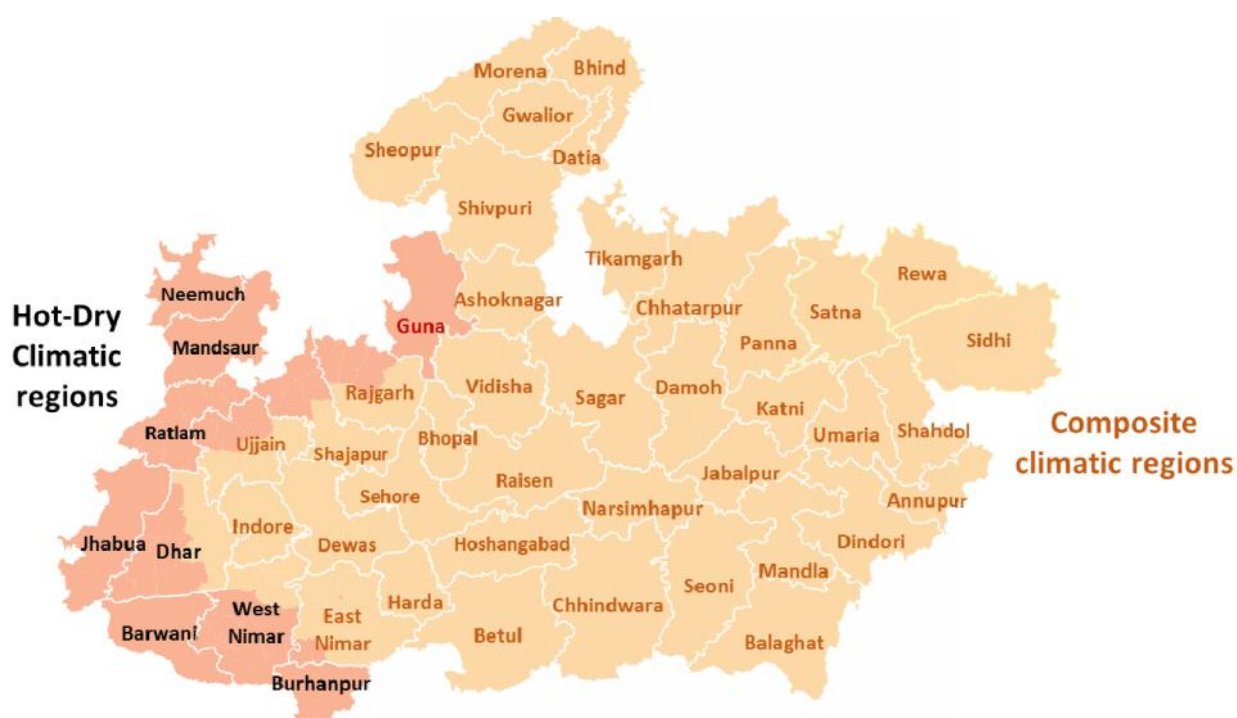 Morena
Bhind
Gwalior
Sheopur
Datia
Shivpuri
Tikamgarh
Rewa
Neemuch
Ashoknagar
Chhatarpur
Satna
Hot-Dry
Climatic
regions
Guna
Sidhi
Mandsaur
Panna
Rajgarh
Vidisha
Sagar
Damoh
Katni
Ratlam
Ujjain
Shajapur
Bhopal
Umaria
Shahdol
Composite
climatic regions
Raisen
Jabalpur
Sehore
Narsimhapur
Annupur
Indore
Jhabua
Dhar
Dewas
Hoshangabad
Dindori
Mandla
Seoni
West
Nimar
Barwani
East
Nimar
Harda
Chhindwara
Betul
Balaghat
Burhanpur